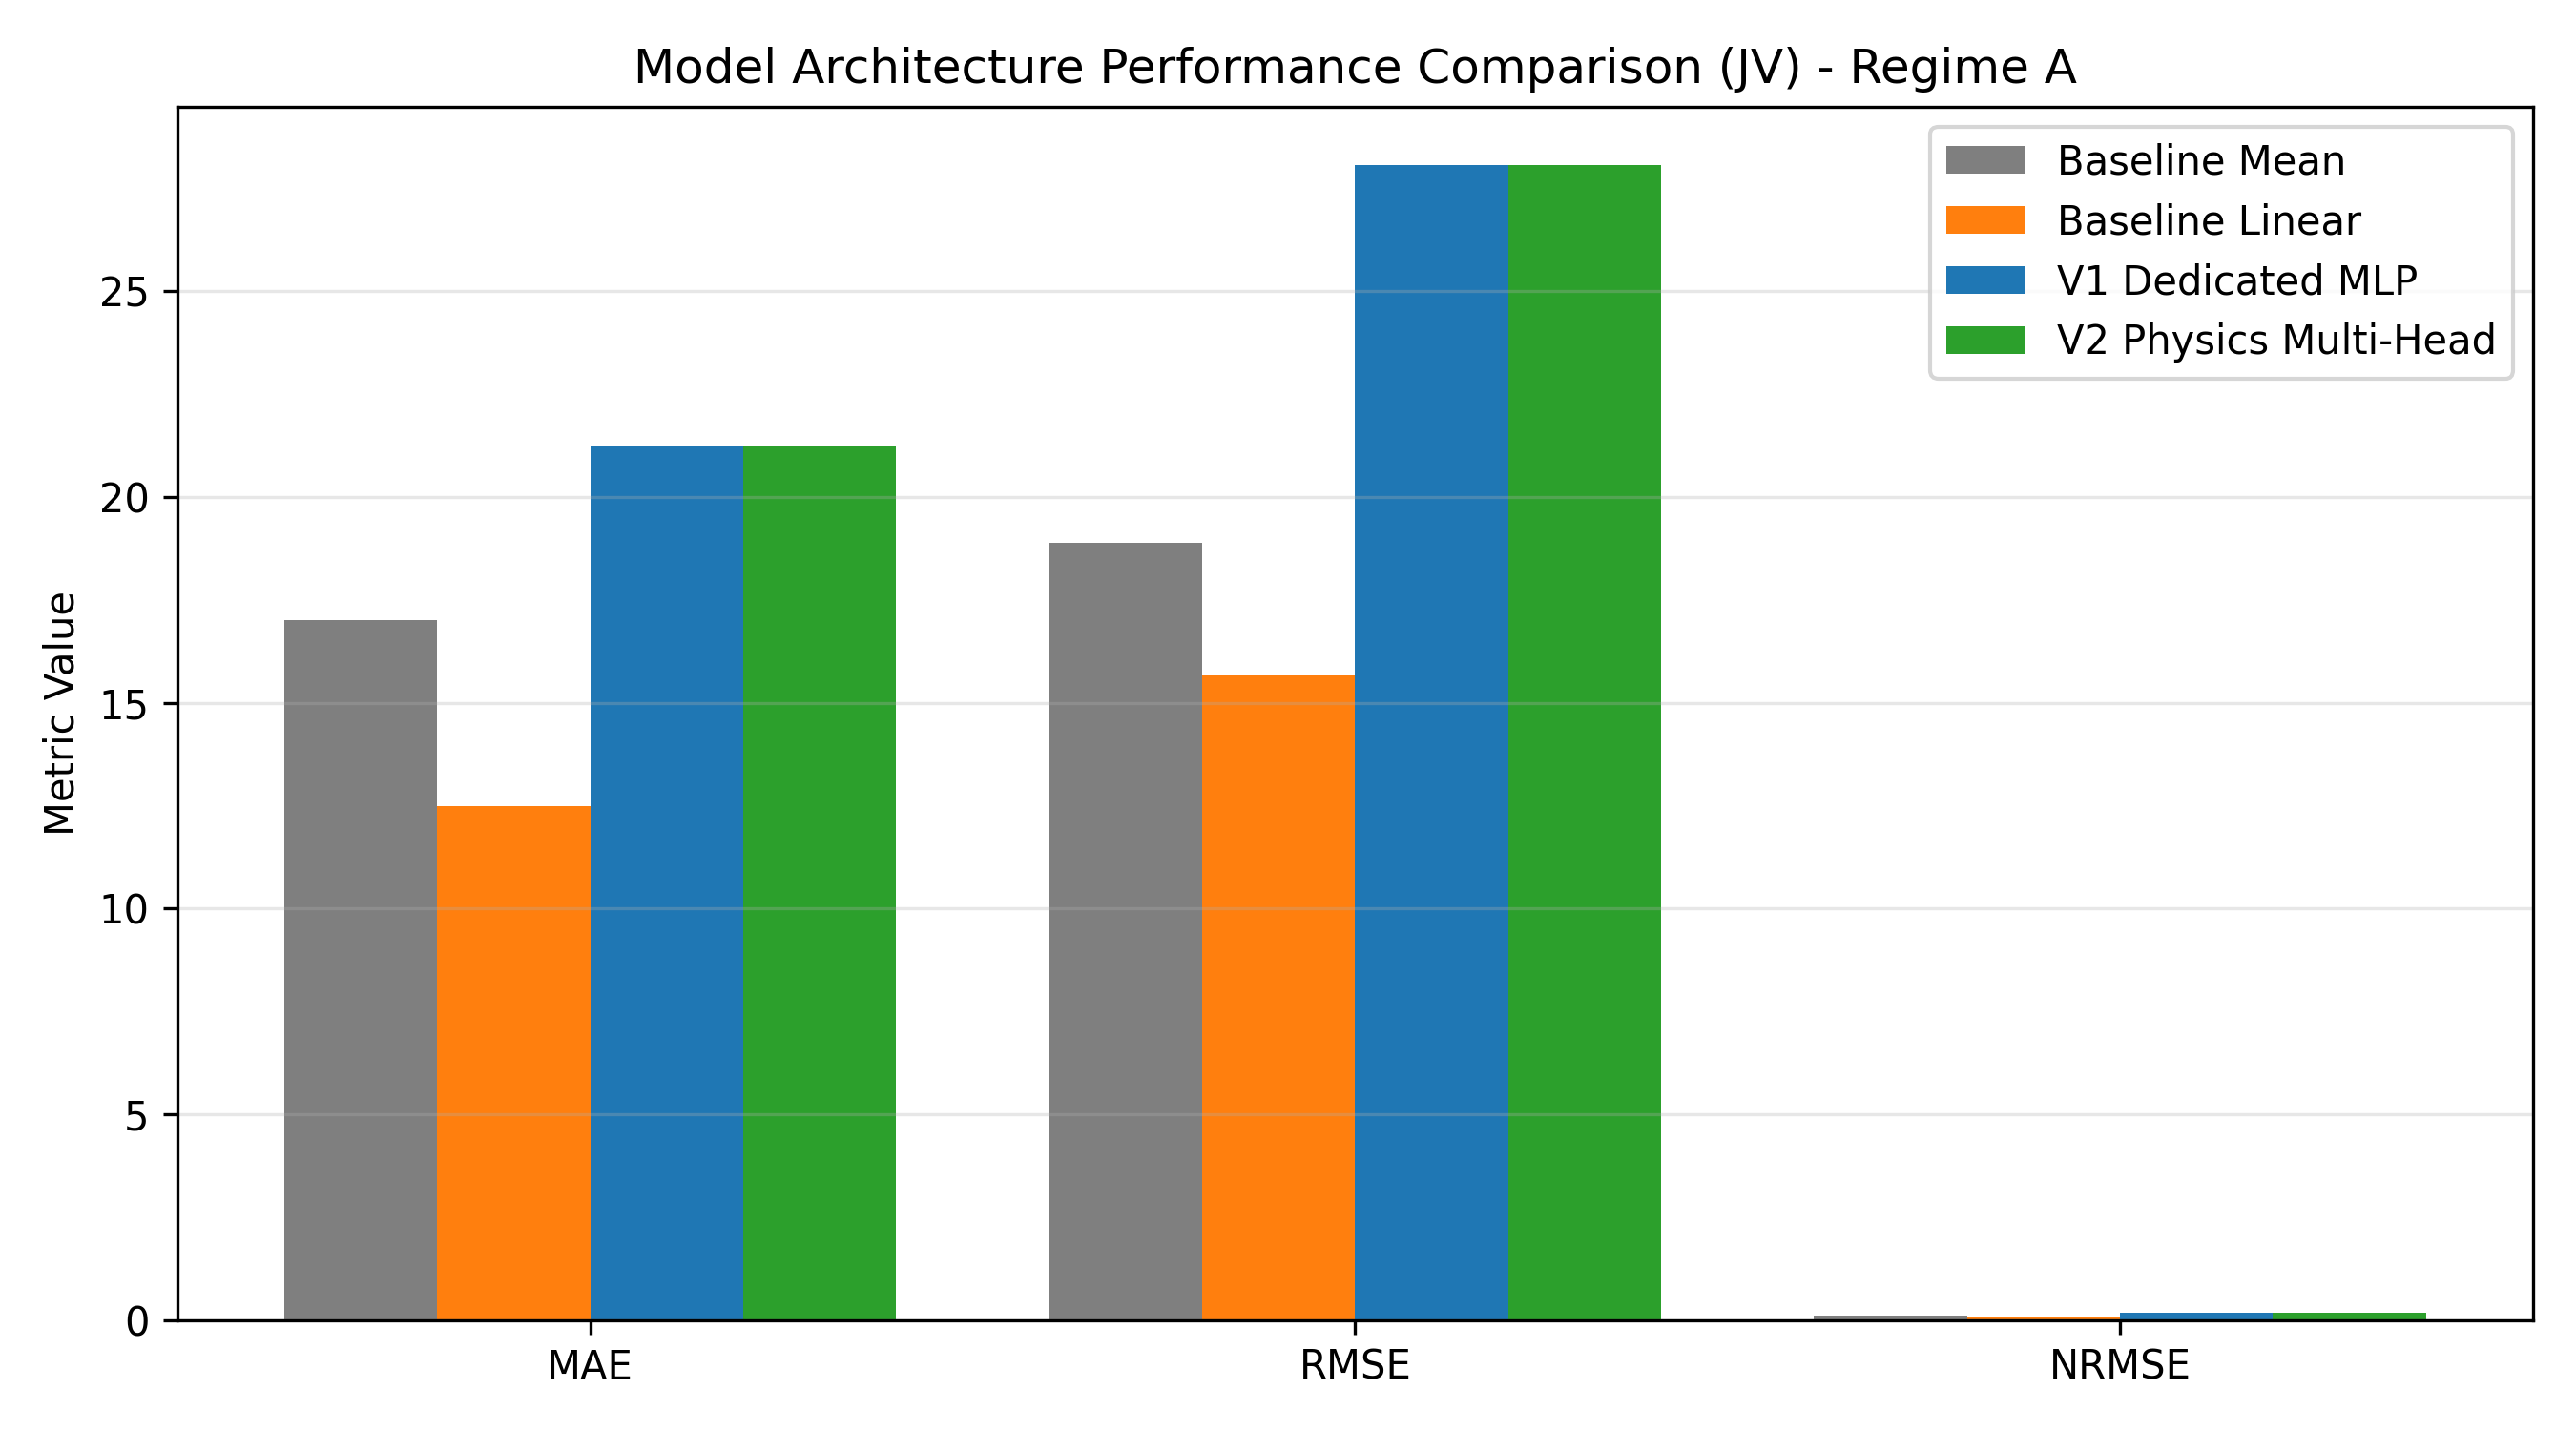 Model Architecture Performance Comparison (JV) - Regime A
Baseline Mean
Baseline Linear
V1 Dedicated MLP
V2 Physics Multi-Head
Metric Value
25
20
15
10
5
0
MAE
RMSE
NRMSE